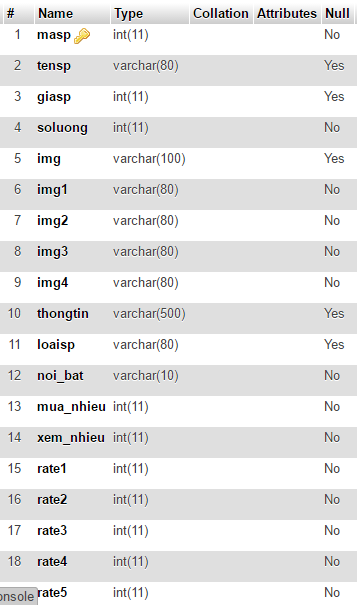 # Name Type Collation Attributes Null
1 masp int(11) No
2 tensp varchar(80) Yes
3 giasp int(11) Yes
4 soluong int(11) No
5 img varchar(100) Yes
6 img1 varchar(80) No
7 img2 varchar(80) No
8 img3 varchar(80) No
9 img4 varchar(80) No
10 thongtin varchar(500) Yes
11 loaisp varchar(80) Yes
12 noi_bat varchar(10) No
13 mua_nhieu int(11) No
14 xem_nhieu int(11) No
15 rate1 int(11) No
16 rate2 int(11) No
17 rate3 int(11) No
18 rate4 int(11) No
onsole rate5 int(11) No